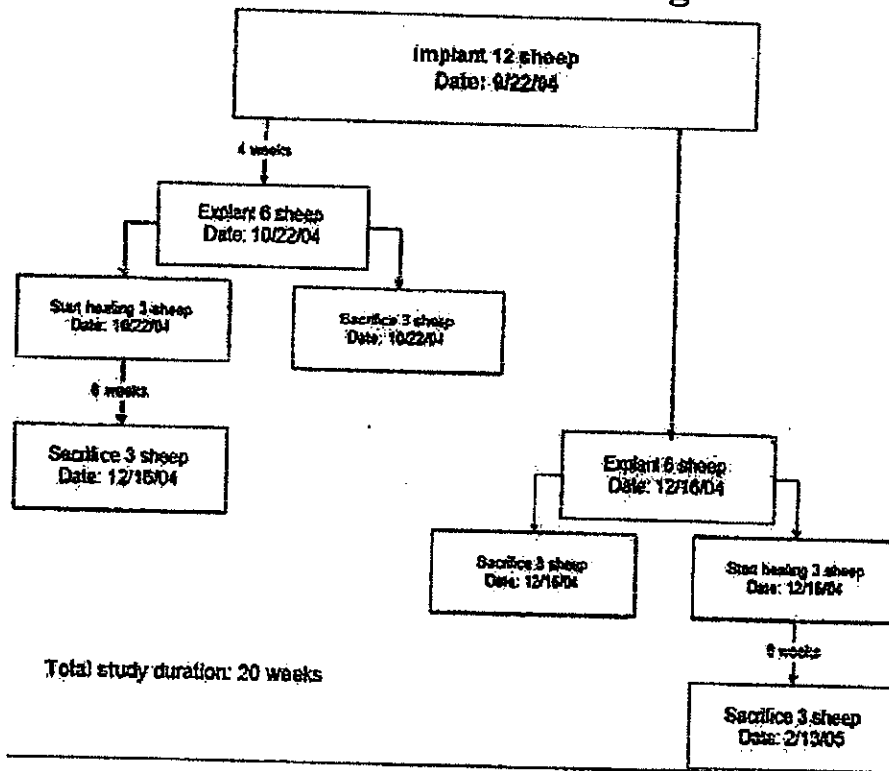 Implant 12 sheep
Date: 9/22/04
4 weeks
Explant 6 sheep
Date: 10/22/04
Start healing 3 sheep
Date: 10/22/04
Sacrifice 3 sheep
Date: 10/22/04
weeks
Sacrifice 3 sheep
Date: 12/16/04
Explant 6 sheep
Date: 12/16/04
Sacrifice 3 sheep
Date: 12/16/04
Start healing 3 sheep
Date: 12/16/04
weeks
Total study duration: 20 weeks
Sacrifice 3 sheep
Date: 2/13/05